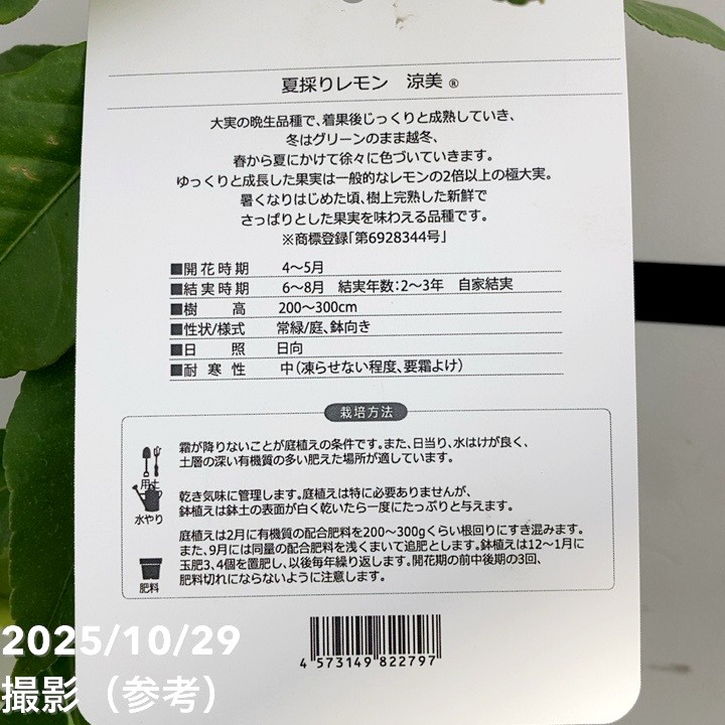 夏採りレモン 涼美®
大実の晩生品種で、着果後じっくりと成熟していき、
冬はグリーンのまま越冬、
春から夏にかけて徐々に色づいていきます。
ゆっくりと成長した果実は一般的なレモンの2倍以上の極大実。
暑くなりはじめた頃、樹上完熟した新鮮で
さっぱりとした果実を味わえる品種です。
※商標登録「第6928344号」
■開花時期 4〜5月
■結実時期 6〜8月 結実年数:2〜3年 自家結実
■樹高 200〜300cm
■性状/様式 常緑/庭、鉢向き
■日照 日向
■耐寒性 中(凍らせない程度、要霜よけ)
栽培方法
用土
霜が降りないことが庭植えの条件です。また、日当り、水はけが良く、
土層の深い有機質の多い肥えた場所が適しています。
水やり
乾き気味に管理します。庭植えは特に必要ありませんが、
鉢植えは鉢土の表面が白く乾いたら一度にたっぷりと与えます。
肥料
庭植えは2月に有機質の配合肥料を200〜300gくらい根回りにすき混みます。
また、9月には同量の配合肥料を浅くまいて追肥とします。鉢植えは12〜1月に
玉肥3、4個を置肥し、以後毎年繰り返します。開花期の前中後期の3回、
肥料切れにならないように注意します。
4 573149 822797
2025/10/29
撮影(参考)